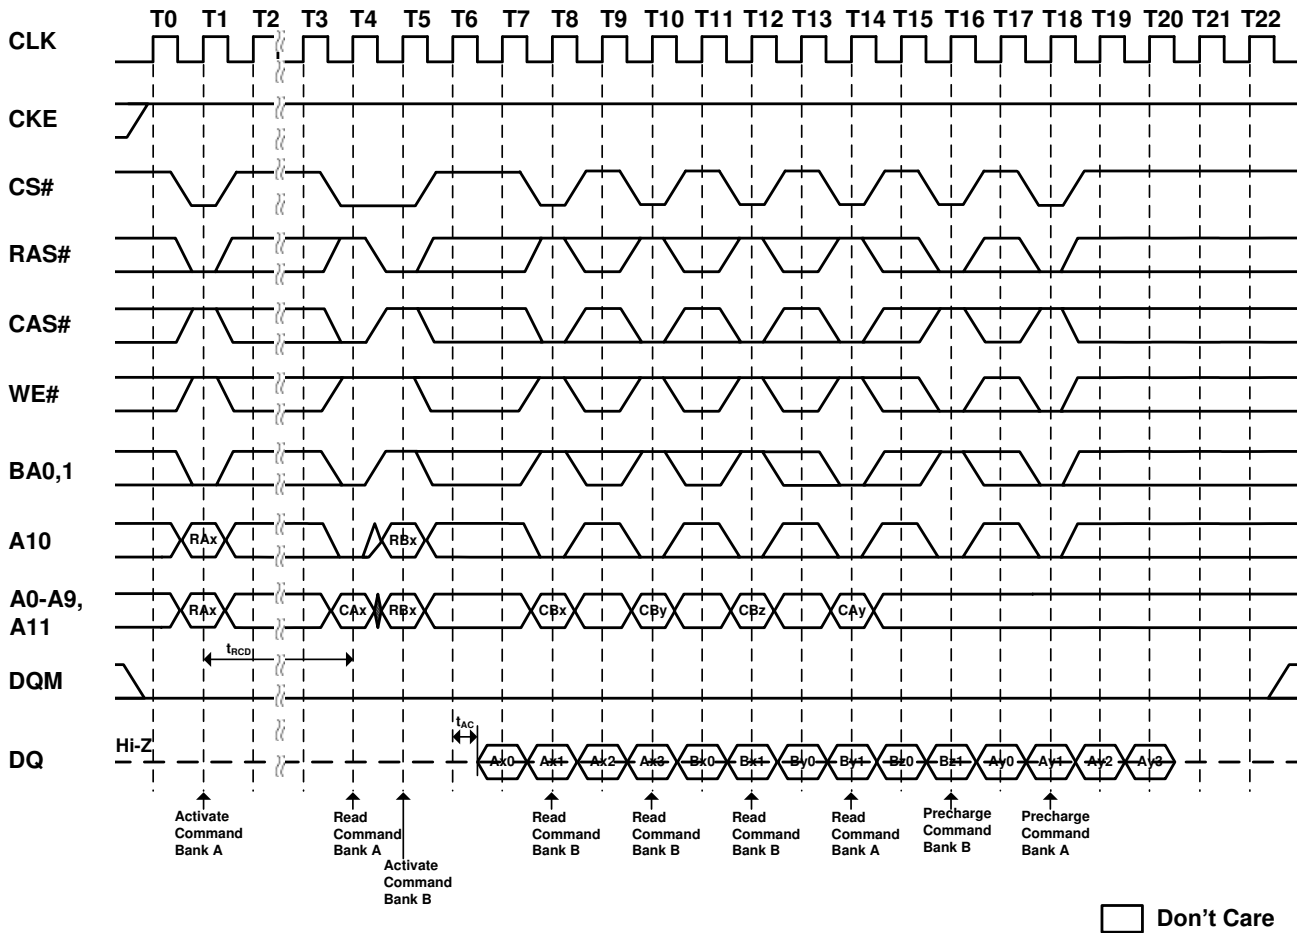 T0 T1 T2 T3 T4 T5 T6 T7 T8 T9 T10 T11 T12 T13 T14 T15 T16 T17 T18 T19 T20 T21 T22
CLK
CKE
CS#
RAS#
CAS#
WE#
BA0,1
A10
RAx RBx
A0-A9,
A11
RAx CAx RBx CBx CBy CBz CAy
tRCD
DQM
tAC
Hi-Z
DQ
Ax0 Ax1 Ax2 Ax3 Bx0 Bx1 By0 By1 Bz0 Bz1 Ay0 Ay1 Ay2 Ay3
Activate
Command
Bank A
Read
Command
Bank A
Activate
Command
Bank B
Read
Command
Bank B
Read
Command
Bank B
Read
Command
Bank B
Read
Command
Bank A
Precharge
Command
Bank B
Precharge
Command
Bank A
Don't Care